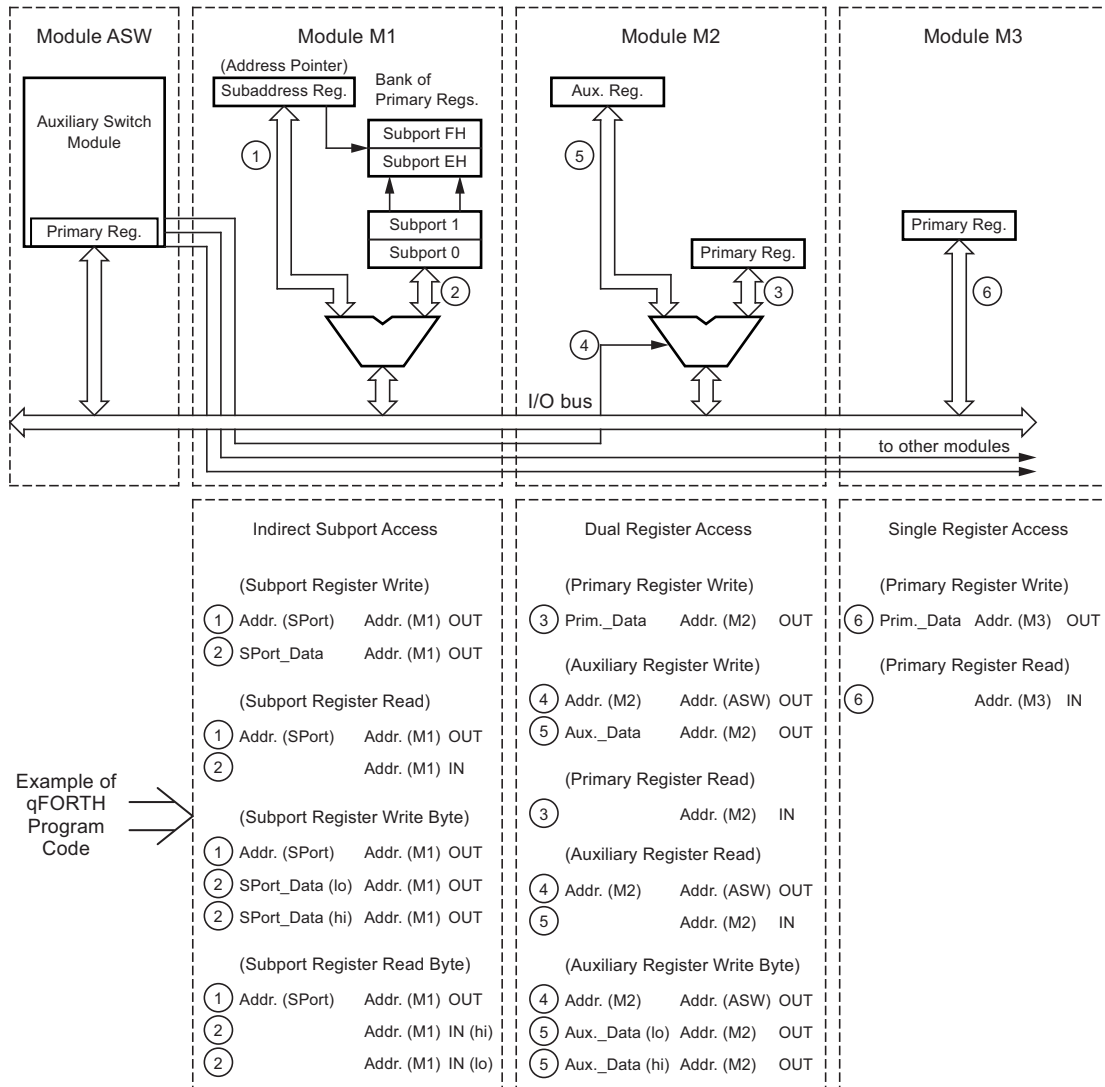 Module ASW
Auxiliary Switch
Module
Primary Reg.
Module M1
(Address Pointer)
Subaddress Reg.
Bank of
Primary Regs.
Subport FH
Subport EH
1
Subport 1
Subport 0
2
Module M2
Aux. Reg.
5
Primary Reg.
3
4
Module M3
Primary Reg.
6
I/O bus
to other modules
Example of
qFORTH
Program
Code
Indirect Subport Access
(Subport Register Write)
1 Addr. (SPort) Addr. (M1) OUT
2 SPort_Data Addr. (M1) OUT
(Subport Register Read)
1 Addr. (SPort) Addr. (M1) OUT
2 Addr. (M1) IN
(Subport Register Write Byte)
1 Addr. (SPort) Addr. (M1) OUT
2 SPort_Data (lo) Addr. (M1) OUT
2 SPort_Data (hi) Addr. (M1) OUT
(Subport Register Read Byte)
1 Addr. (SPort) Addr. (M1) OUT
2 Addr. (M1) IN (hi)
2 Addr. (M1) IN (lo)
Dual Register Access
(Primary Register Write)
3 Prim._Data Addr. (M2) OUT
(Auxiliary Register Write)
4 Addr. (M2) Addr. (ASW) OUT
5 Aux._Data Addr. (M2) OUT
(Primary Register Read)
3 Addr. (M2) IN
(Auxiliary Register Read)
4 Addr. (M2) Addr. (ASW) OUT
5 Addr. (M2) IN
(Auxiliary Register Write Byte)
4 Addr. (M2) Addr. (ASW) OUT
5 Aux._Data (lo) Addr. (M2) OUT
5 Aux._Data (hi) Addr. (M2) OUT
Single Register Access
(Primary Register Write)
6 Prim._Data Addr. (M3) OUT
(Primary Register Read)
6 Addr. (M3) IN